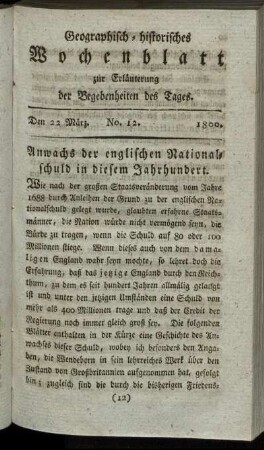 Geographisch-historisches
Wochenblatt
zur Erläuterung
der Begebenheiten des Tages.
Den 22 März. No. 12. 1800.
Anwachs der englischen National-
schuld in diesem Jahrhundert.
Wie nach der großen Staatsveränderung vom Jahre
1688 durch Anleihen der Grund zu der englischen Na-
tionalschuld gelegt wurde, glaubten erfahrne Staats-
männer, die Nation würde nicht vermögend seyn, die
Bürde zu tragen, wenn die Schuld auf 80 oder 100
Millionen stiege. Wenn dieses auch von dem dama-
ligen England wahr seyn mochte, so lehret doch die
Erfahrung, daß das jetzige England durch den Reich-
thum, zu dem es seit hundert Jahren allmälig gelangt
ist, und unter den jetzigen Umständen eine Schuld von
mehr als 400 Millionen trage und daß der Credit der
Regierung noch immer gleich groß sey. Die folgenden
Blätter enthalten in der Kürze eine Geschichte des An-
wachses dieser Schuld, wobey ich besonders den Anga-
ben, die Wendeborn in sein lehrreiches Werk über den
Zustand von Großbritannien aufgenommen hat, gefolgt
bin; zugleich sind die durch die bisherigen Friedens-
(12)